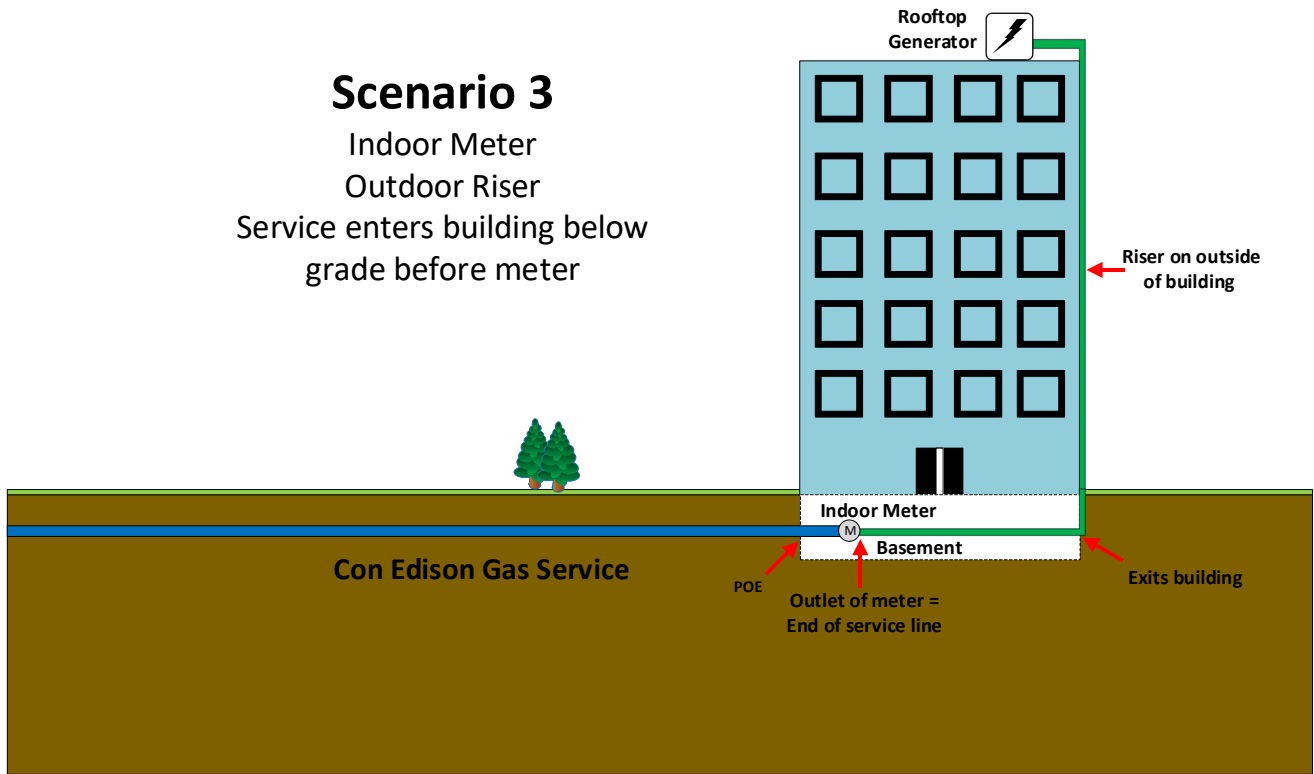 Rooftop
Generator
Scenario 3
Indoor Meter
Outdoor Riser
Service enters building below
grade before meter
Riser on outside
of building
Indoor Meter
M
Basement
Con Edison Gas Service
POE
Outlet of meter =
End of service line
Exits building